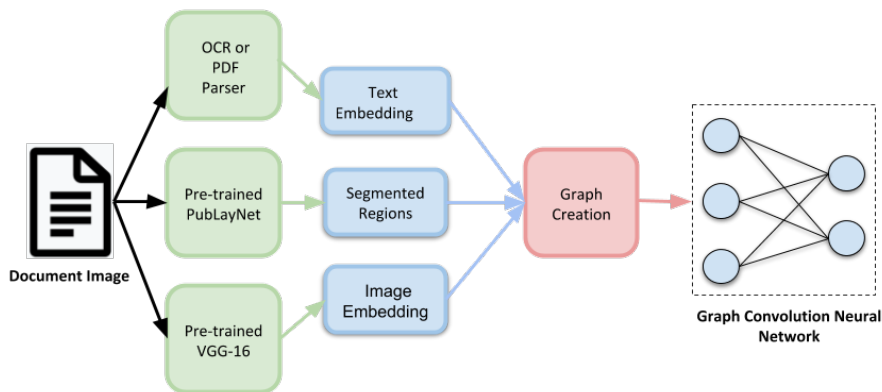 OCR or
PDF
Parser
Text
Embedding
Pre-trained
PubLayNet
Segmented
Regions
Graph
Creation
Document Image
Pre-trained
VGG-16
Image
Embedding
Graph Convolution Neural
Network